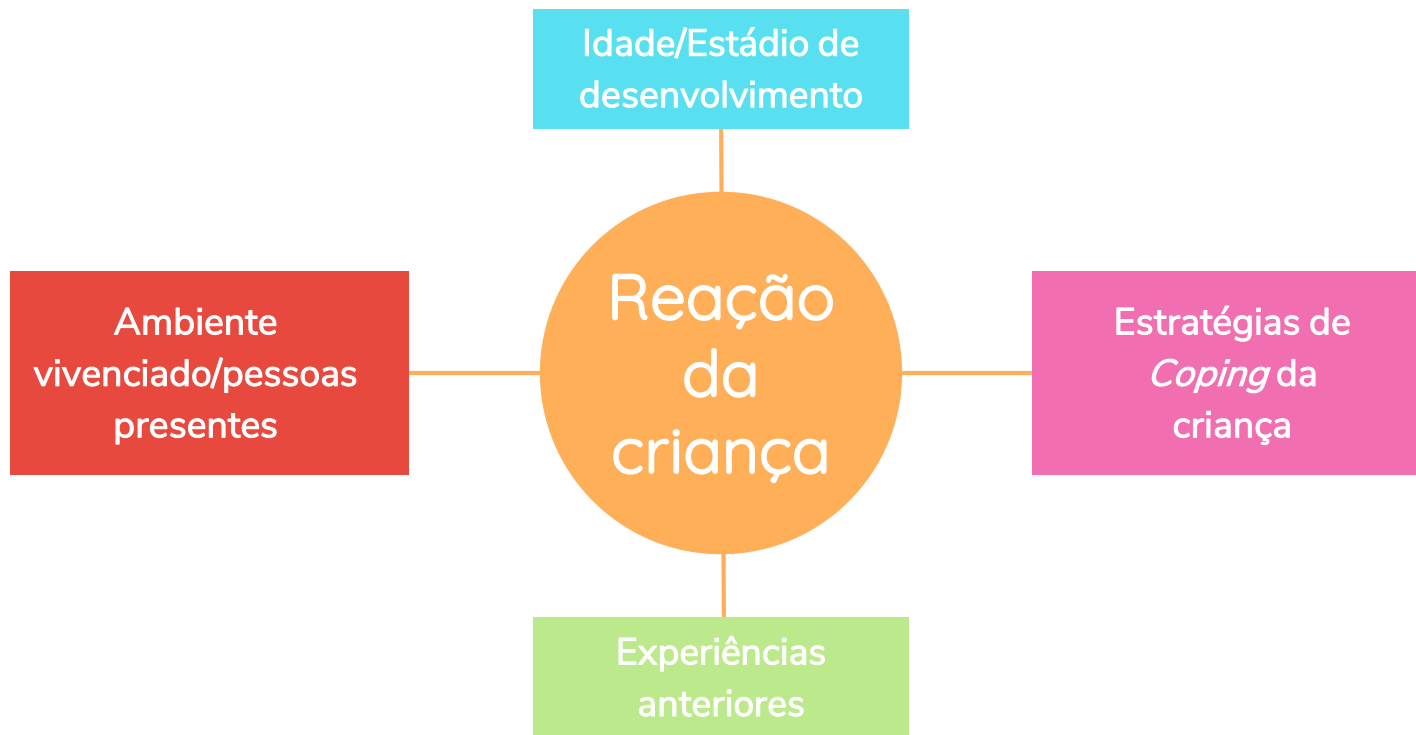 Idade/Estádio de
desenvolvimento
Reação
da
criança
Ambiente
vivenciado/pessoas
presentes
Estratégias de
Coping da
criança
Experiências
anteriores